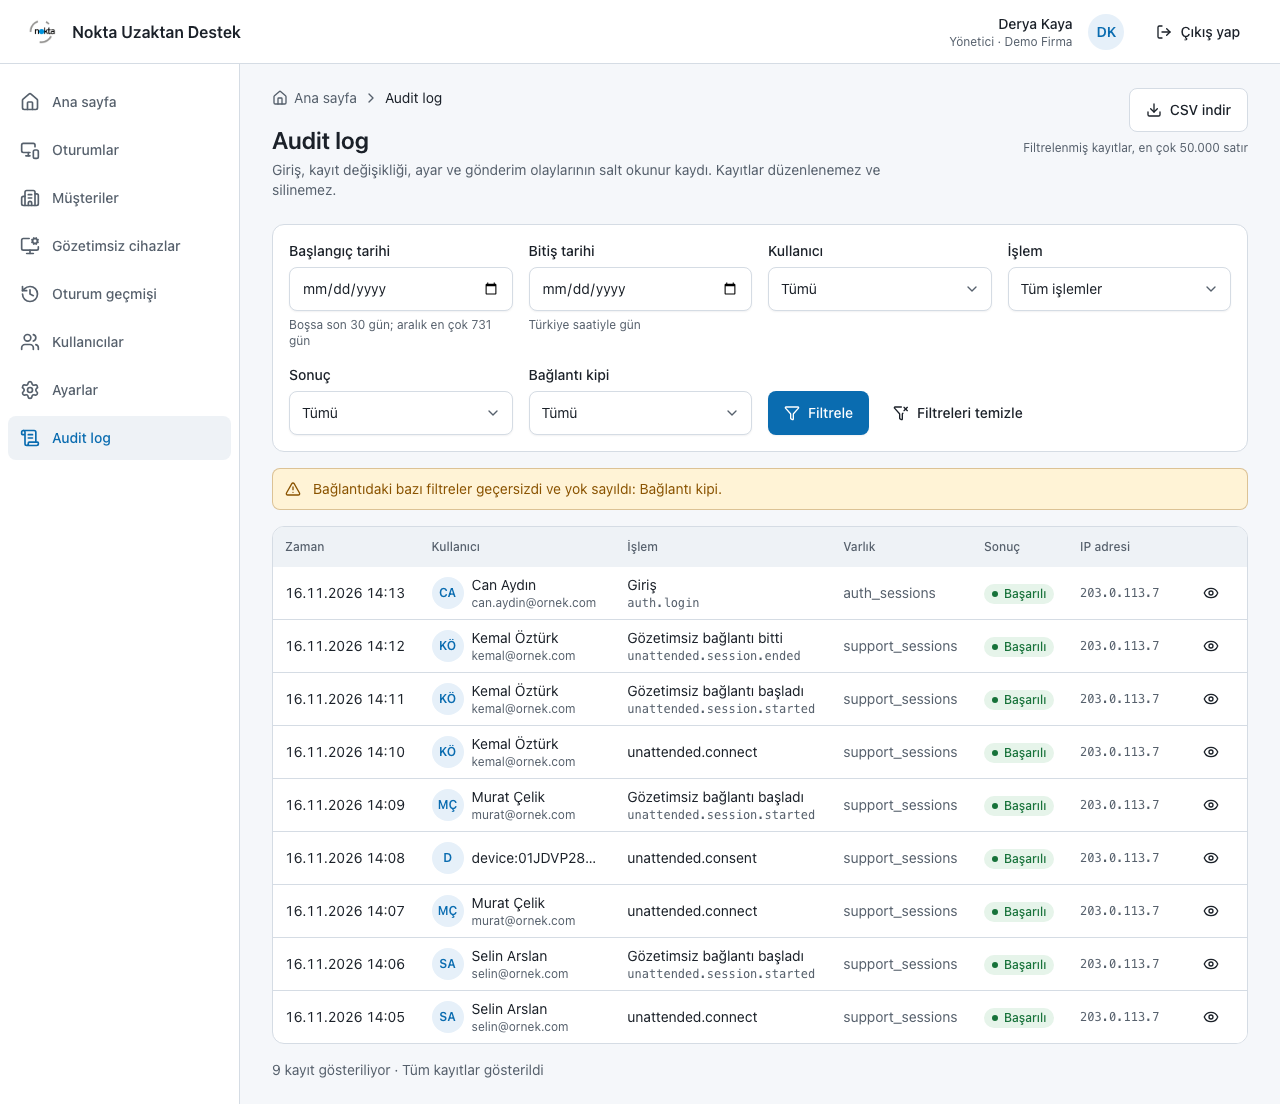 nokta
Nokta Uzaktan Destek
Derya Kaya
Yönetici · Demo Firma
DK
Çıkış yap
Ana sayfa
Oturumlar
Müşteriler
Gözetimsiz cihazlar
Oturum geçmişi
Kullanıcılar
Ayarlar
Audit log
Ana sayfa > Audit log
CSV indir
Filtrelenmiş kayıtlar, en çok 50.000 satır
Audit log
Giriş, kayıt değişikliği, ayar ve gönderim olaylarının salt okunur kaydı. Kayıtlar düzenlenemez ve
silinemez.
Başlangıç tarihi Bitiş tarihi Kullanıcı İşlem
mm/dd/yyyy mm/dd/yyyy Tümü Tüm işlemler
Boşsa son 30 gün; aralık en çok 731
gün
Türkiye saatiyle gün
Sonuç Bağlantı kipi
Tümü Tümü Filtrele Filtreleri temizle
Bağlantıdaki bazı filtreler geçersizdi ve yok sayıldı: Bağlantı kipi.
Zaman Kullanıcı İşlem Varlık Sonuç IP adresi
16.11.2026 14:13 CA Can Aydın Giriş auth_sessions Başarılı 203.0.113.7
can.aydin@ornek.com auth.login
16.11.2026 14:12 KÖ Kemal Öztürk Gözetimsiz bağlantı bitti support_sessions Başarılı 203.0.113.7
kemal@ornek.com unattended.session.ended
16.11.2026 14:11 KÖ Kemal Öztürk Gözetimsiz bağlantı başladı support_sessions Başarılı 203.0.113.7
kemal@ornek.com unattended.session.started
16.11.2026 14:10 KÖ Kemal Öztürk unattended.connect support_sessions Başarılı 203.0.113.7
kemal@ornek.com
16.11.2026 14:09 MÇ Murat Çelik Gözetimsiz bağlantı başladı support_sessions Başarılı 203.0.113.7
murat@ornek.com unattended.session.started
16.11.2026 14:08 D device:01JDVP28... unattended.consent support_sessions Başarılı 203.0.113.7
16.11.2026 14:07 MÇ Murat Çelik unattended.connect support_sessions Başarılı 203.0.113.7
murat@ornek.com
16.11.2026 14:06 SA Selin Arslan Gözetimsiz bağlantı başladı support_sessions Başarılı 203.0.113.7
selin@ornek.com unattended.session.started
16.11.2026 14:05 SA Selin Arslan unattended.connect support_sessions Başarılı 203.0.113.7
selin@ornek.com
9 kayıt gösteriliyor · Tüm kayıtlar gösterildi